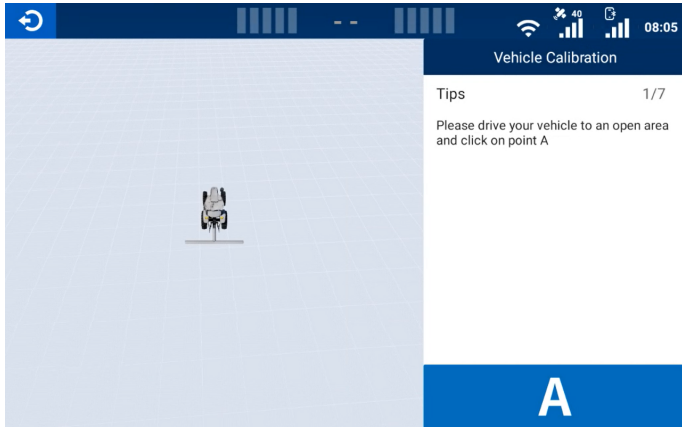 - -
40
08:05
Vehicle Calibration
Tips 1/7
Please drive your vehicle to an open area
and click on point A
A